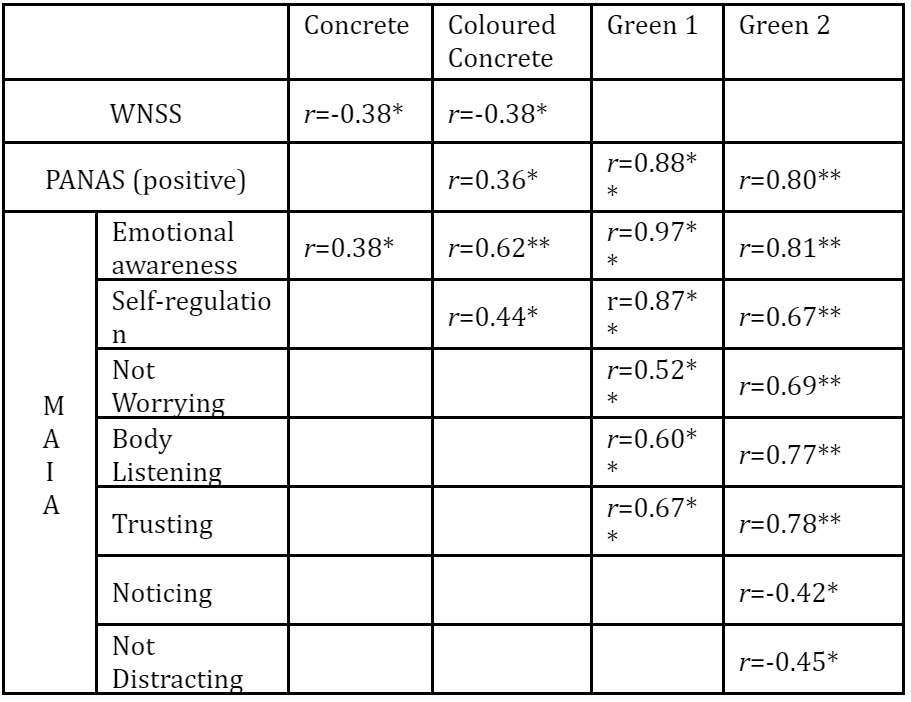 Concrete Coloured Concrete Green 1 Green 2
WNSS r=-0.38* r=-0.38*
PANAS (positive) r=0.36* r=0.88** r=0.80**
MAIA
Emotional awareness r=0.38* r=0.62** r=0.97** r=0.81**
Self-regulation r=0.44* r=0.87** r=0.67**
Not Worrying r=0.52** r=0.69**
Body Listening r=0.60** r=0.77**
Trusting r=0.67** r=0.78**
Noticing r=-0.42*
Not Distracting r=-0.45*